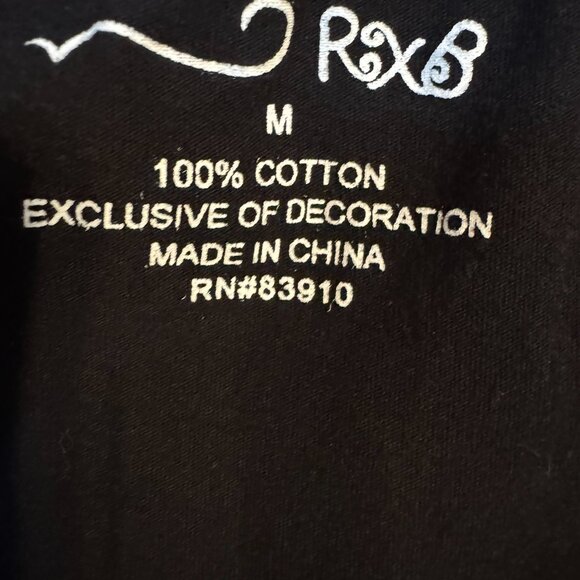 RXB
M
100% COTTON
EXCLUSIVE OF DECORATION
MADE IN CHINA
RN#83910